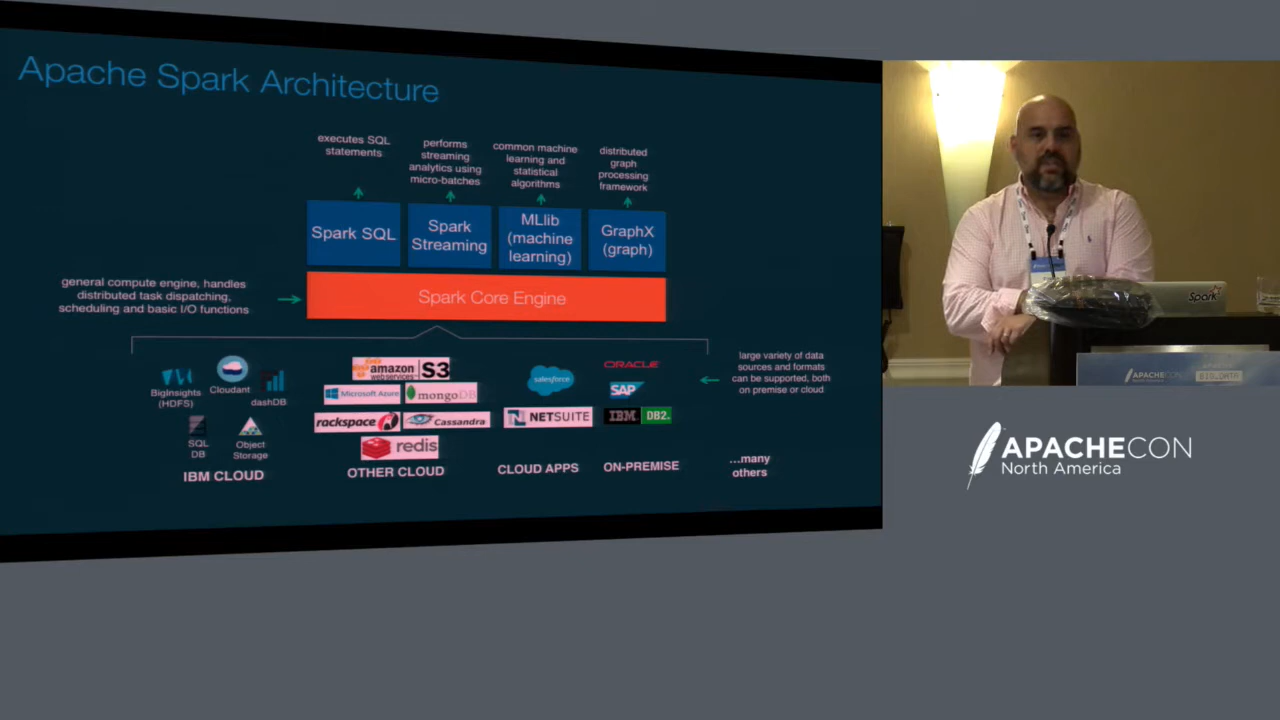 Apache Spark Architecture
executes SQL
statements
performs
streaming
analytics using
micro-batches
common machine
learning and
statistical
algorithms
distributed
graph
processing
framework
Spark SQL
Spark
Streaming
MLlib
(machine
learning)
GraphX
(graph)
general compute engine, handles
distributed task dispatching,
scheduling and basic I/O functions
Spark Core Engine
large variety of data
sources and formats
can be supported, both
on premise or cloud
BigInsights
(HDFS)
Cloudant
dashDB
SQL
DB
Object
Storage
IBM CLOUD
amazon
webservices
S3
Microsoft Azure
mongoDB
rackspace
Cassandra
redis
OTHER CLOUD
salesforce
NETSUITE
CLOUD APPS
ORACLE
SAP
IBM DB2.
ON-PREMISE
...many
others
Spark
APACHECON
North America
APACHECON
North America